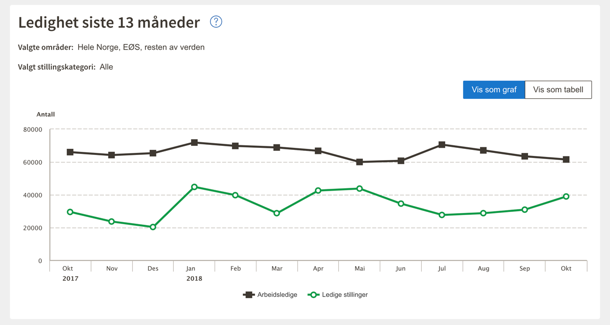 Ledighet siste 13 måneder ?
Valgte områder: Hele Norge, EØS, resten av verden
Valgt stillingskategori: Alle
Vis som graf Vis som tabell
Antall
80000
60000
40000
20000
0
Okt Nov Des Jan Feb Mar Apr Mai Jun Jul Aug Sep Okt
2017 2018
Arbeidsledige Ledige stillinger